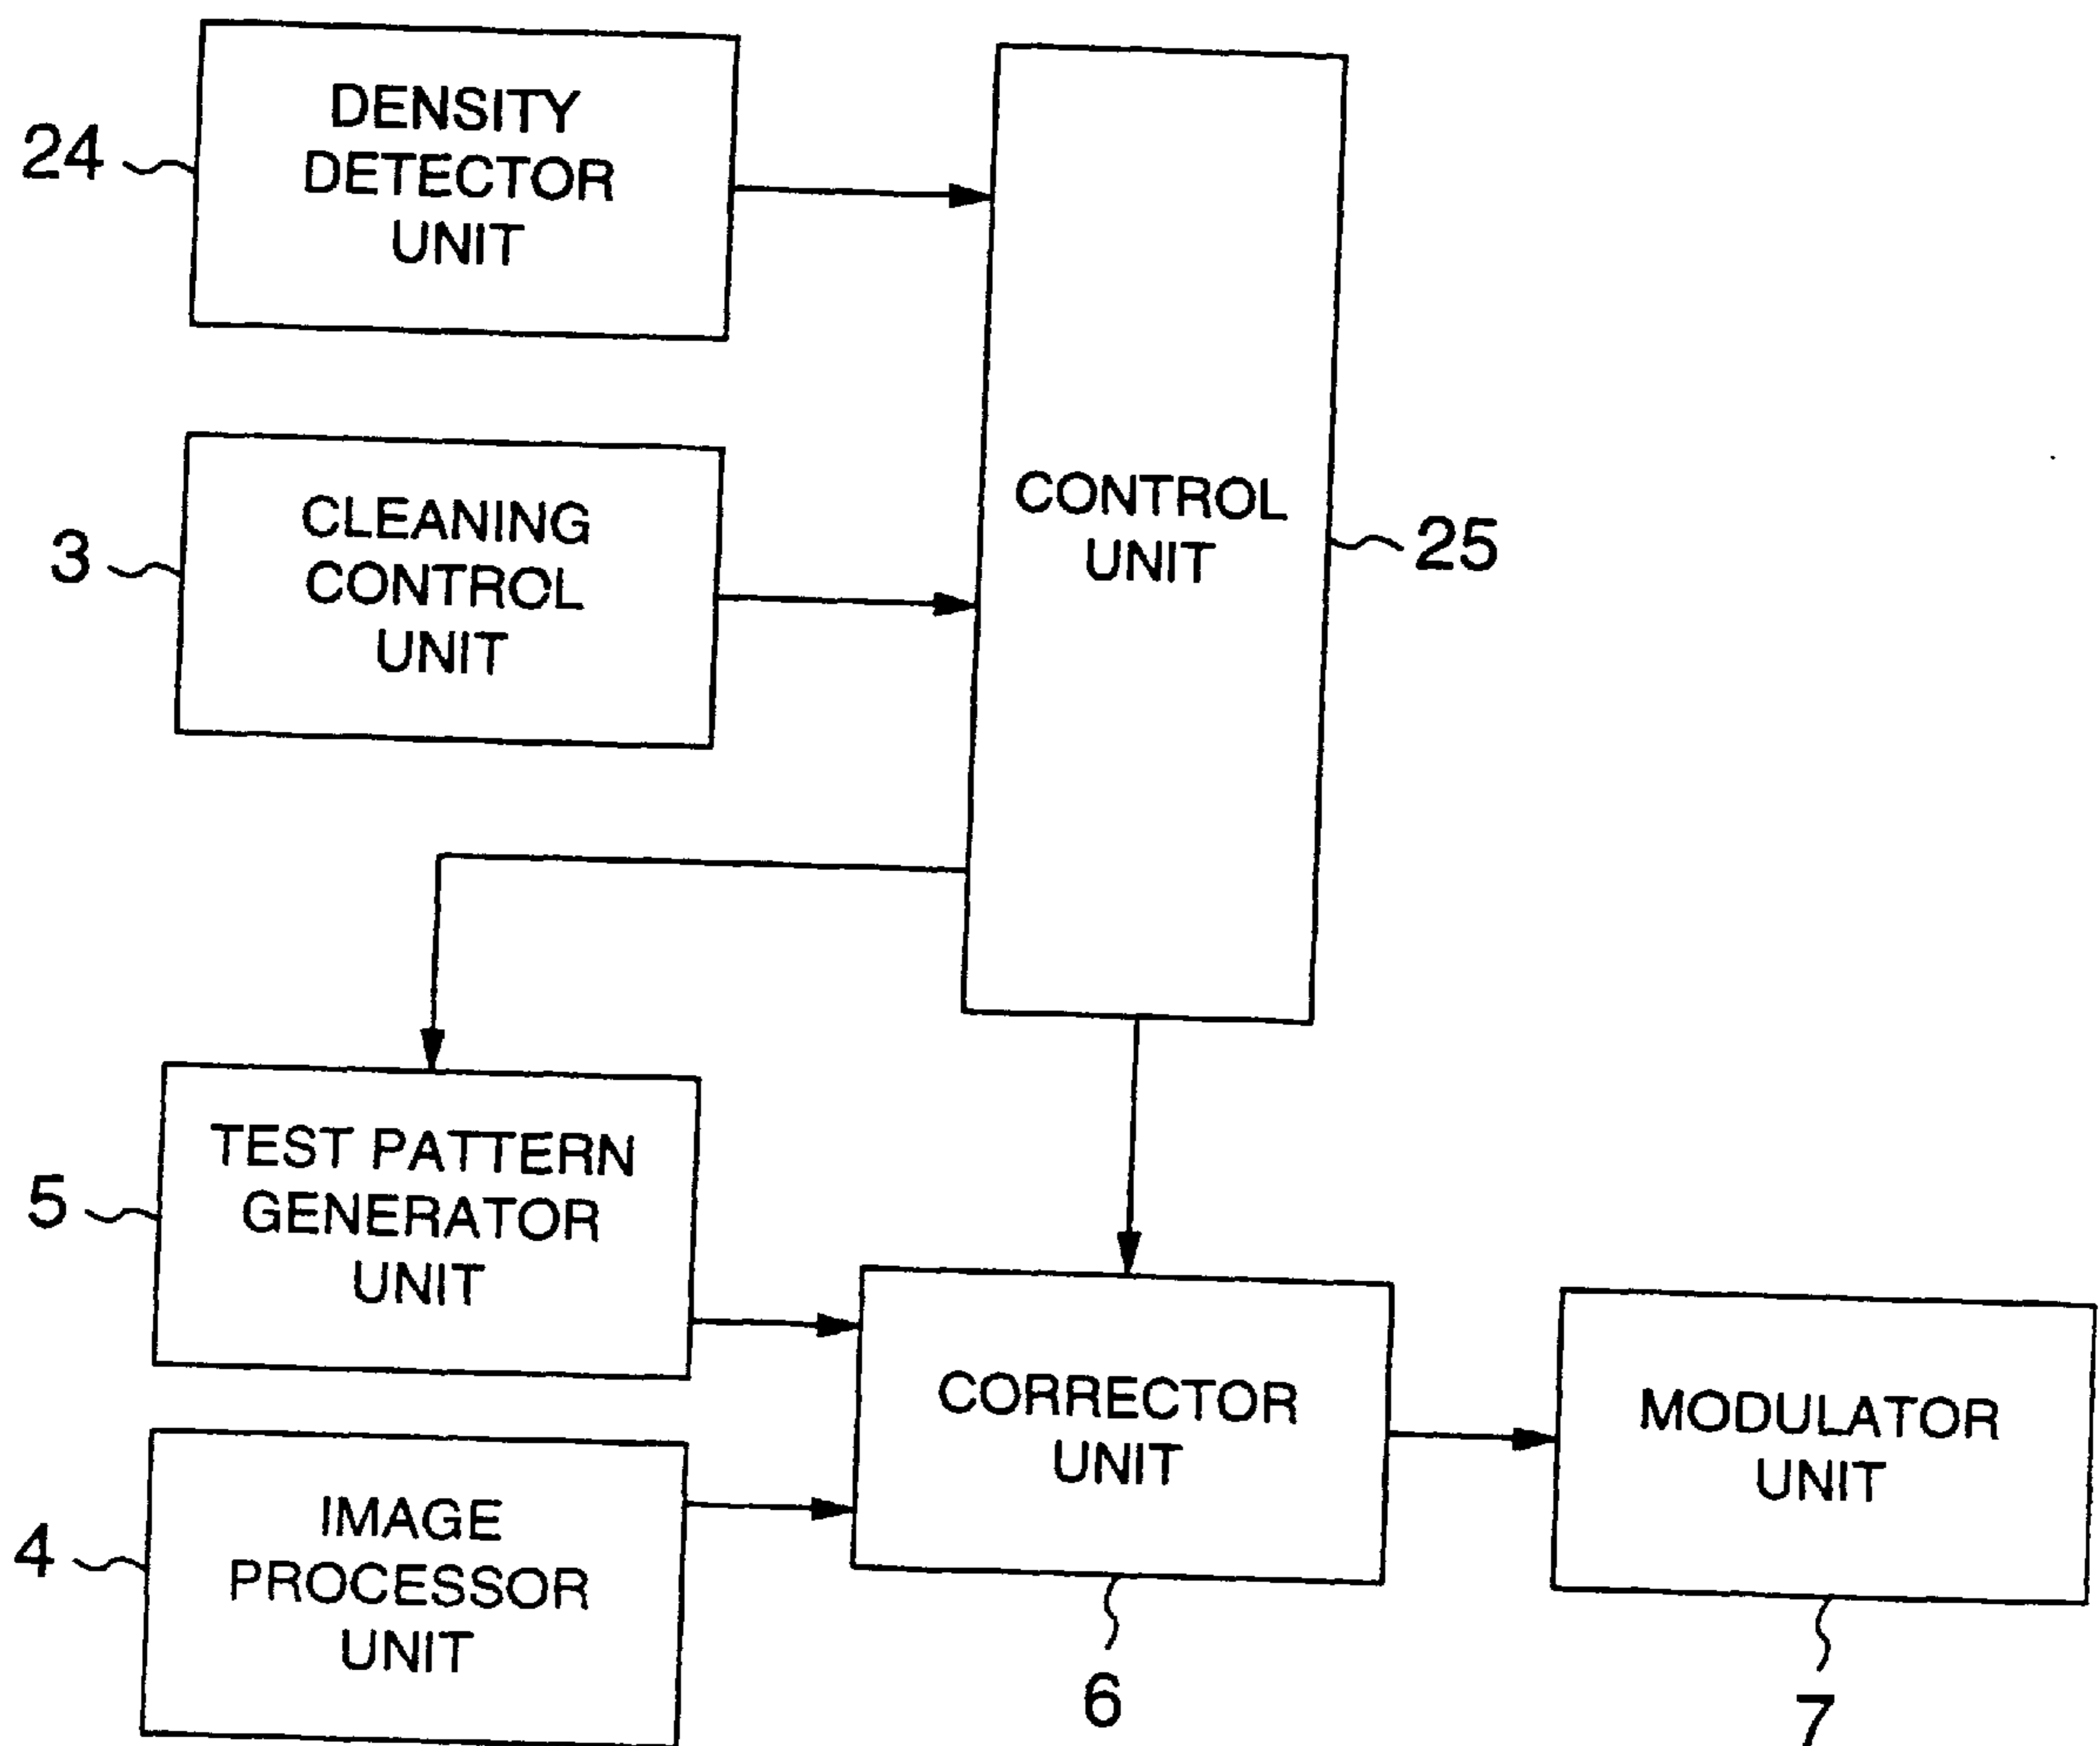 DENSITY
DETECTOR
UNIT
24
CLEANING
CONTROL
UNIT
3
CONTROL
UNIT
25
TEST PATTERN
GENERATOR
UNIT
5
IMAGE
PROCESSOR
UNIT
4
CORRECTOR
UNIT
6
MODULATOR
UNIT
7